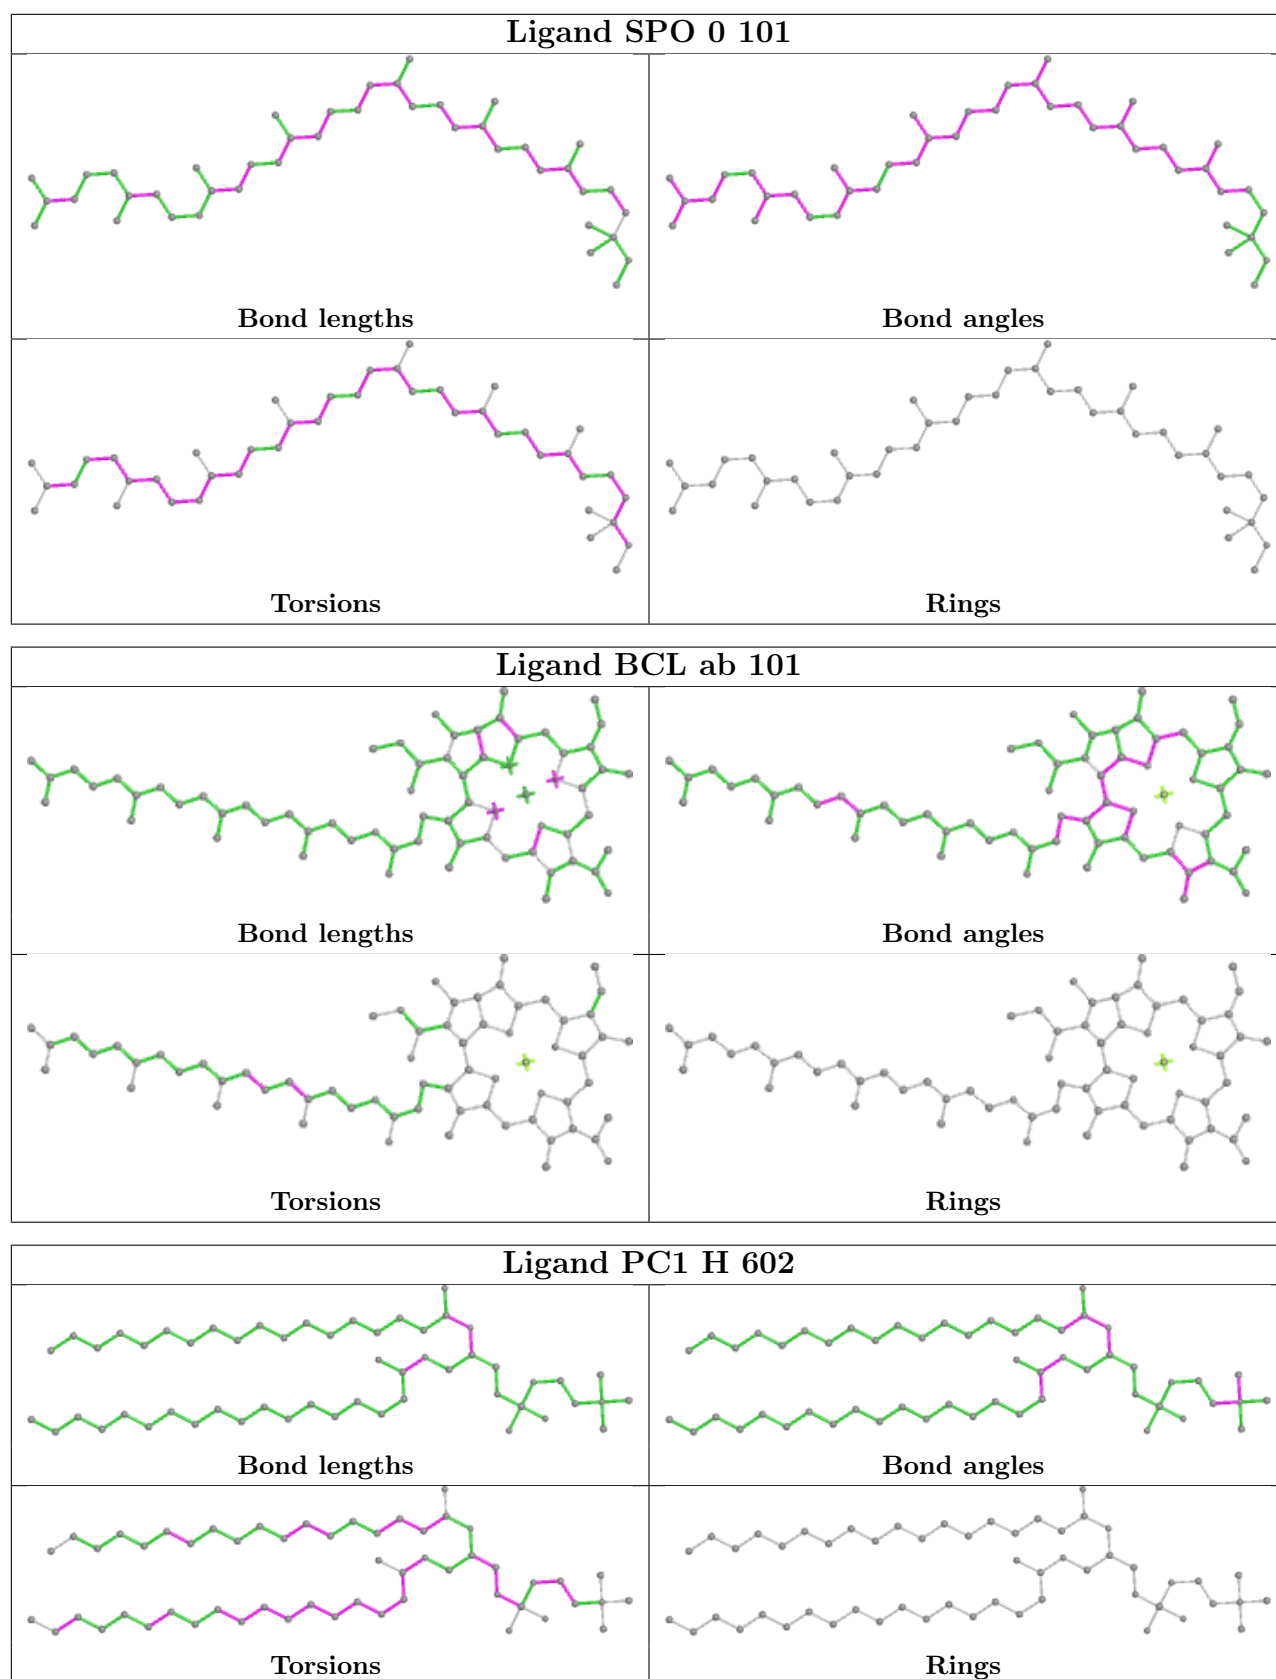 Ligand SPO 0 101
Bond lengths
Bond angles
Torsions
Rings
Ligand BCL ab 101
Bond lengths
Bond angles
Torsions
Rings
Ligand PC1 H 602
Bond lengths
Bond angles
Torsions
Rings